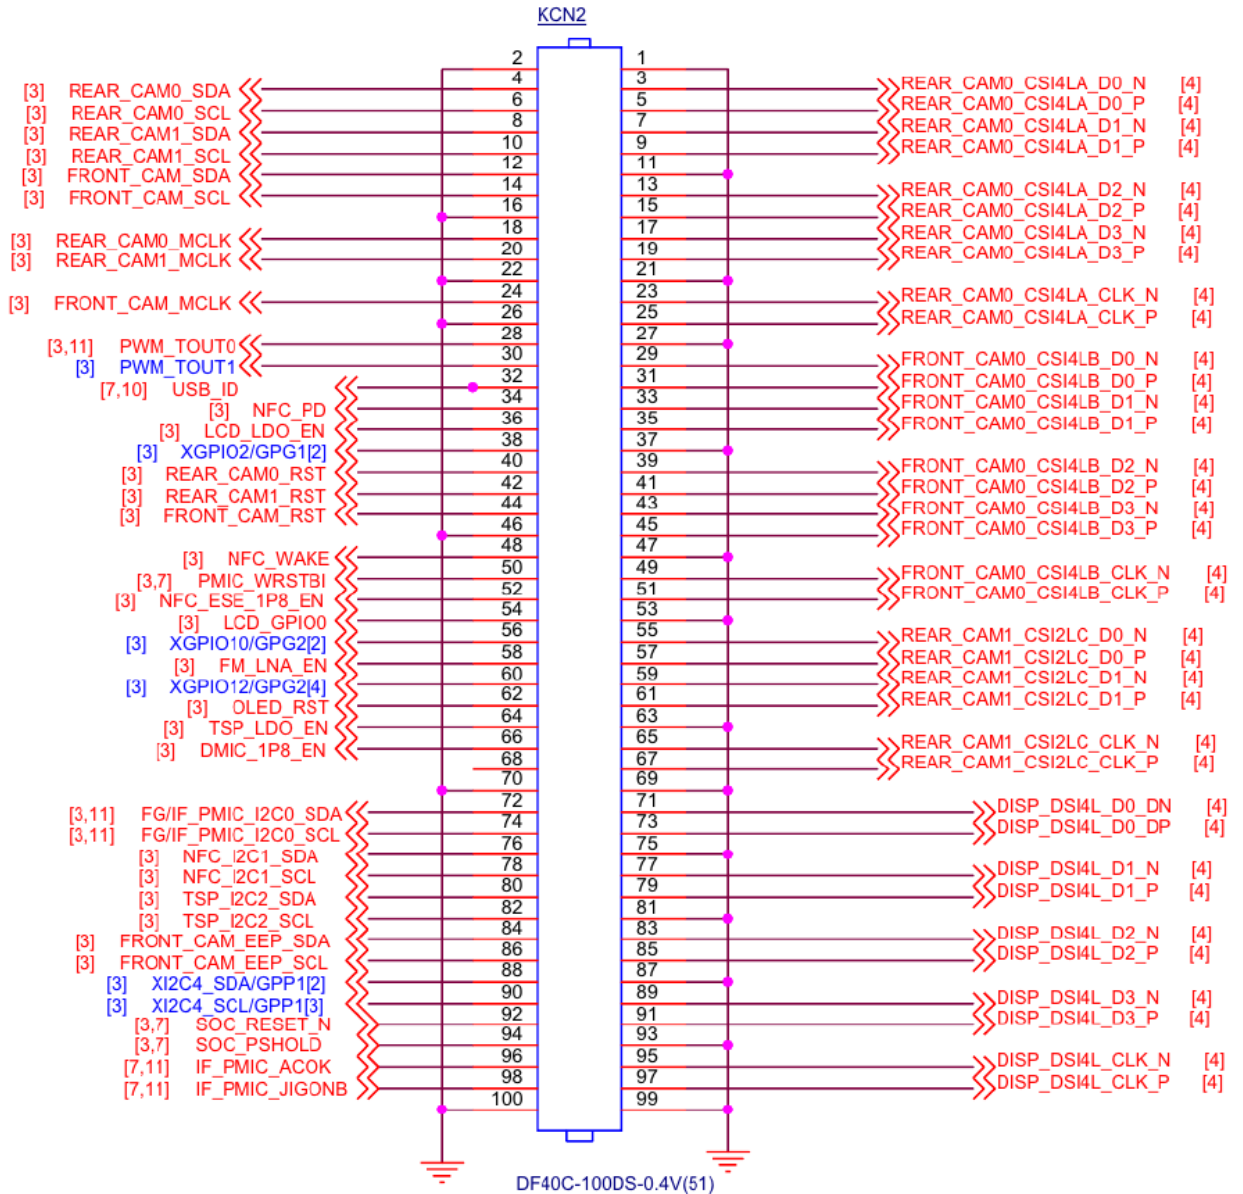 KCN2
2 1
[3] REAR_CAM0_SDA 4 3 REAR_CAM0_CSI4LA_D0_N [4]
[3] REAR_CAM0_SCL 6 5 REAR_CAM0_CSI4LA_D0_P [4]
[3] REAR_CAM1_SDA 8 7 REAR_CAM0_CSI4LA_D1_N [4]
[3] REAR_CAM1_SCL 10 9 REAR_CAM0_CSI4LA_D1_P [4]
[3] FRONT_CAM_SDA 12 11
[3] FRONT_CAM_SCL 14 13 REAR_CAM0_CSI4LA_D2_N [4]
16 15 REAR_CAM0_CSI4LA_D2_P [4]
[3] REAR_CAM0_MCLK 18 17 REAR_CAM0_CSI4LA_D3_N [4]
[3] REAR_CAM1_MCLK 20 19 REAR_CAM0_CSI4LA_D3_P [4]
22 21
[3] FRONT_CAM_MCLK 24 23 REAR_CAM0_CSI4LA_CLK_N [4]
26 25 REAR_CAM0_CSI4LA_CLK_P [4]
[3,11] PWM_TOUT0 28 27
[3] PWM_TOUT1 30 29 FRONT_CAM0_CSI4LB_D0_N [4]
[7,10] USB_ID 32 31 FRONT_CAM0_CSI4LB_D0_P [4]
[3] NFC_PD 34 33 FRONT_CAM0_CSI4LB_D1_N [4]
[3] LCD_LDO_EN 36 35 FRONT_CAM0_CSI4LB_D1_P [4]
[3] XGPIO2/GPG1[2] 38 37
[3] REAR_CAM0_RST 40 39 FRONT_CAM0_CSI4LB_D2_N [4]
[3] REAR_CAM1_RST 42 41 FRONT_CAM0_CSI4LB_D2_P [4]
[3] FRONT_CAM_RST 44 43 FRONT_CAM0_CSI4LB_D3_N [4]
46 45 FRONT_CAM0_CSI4LB_D3_P [4]
[3] NFC_WAKE 48 47
[3,7] PMIC_WRSTBI 50 49 FRONT_CAM0_CSI4LB_CLK_N [4]
[3] NFC_ESE_1P8_EN 52 51 FRONT_CAM0_CSI4LB_CLK_P [4]
[3] LCD_GPIO0 54 53
[3] XGPIO10/GPG2[2] 56 55 REAR_CAM1_CSI2LC_D0_N [4]
[3] FM_LNA_EN 58 57 REAR_CAM1_CSI2LC_D0_P [4]
[3] XGPIO12/GPG2[4] 60 59 REAR_CAM1_CSI2LC_D1_N [4]
[3] OLED_RST 62 61 REAR_CAM1_CSI2LC_D1_P [4]
[3] TSP_LDO_EN 64 63
[3] DMIC_1P8_EN 66 65 REAR_CAM1_CSI2LC_CLK_N [4]
68 67 REAR_CAM1_CSI2LC_CLK_P [4]
70 69
[3,11] FG/IF_PMIC_I2C0_SDA 72 71 DISP_DSI4L_D0_DN [4]
[3,11] FG/IF_PMIC_I2C0_SCL 74 73 DISP_DSI4L_D0_DP [4]
[3] NFC_I2C1_SDA 76 75
[3] NFC_I2C1_SCL 78 77 DISP_DSI4L_D1_N [4]
[3] TSP_I2C2_SDA 80 79 DISP_DSI4L_D1_P [4]
[3] TSP_I2C2_SCL 82 81
[3] FRONT_CAM_EEP_SDA 84 83 DISP_DSI4L_D2_N [4]
[3] FRONT_CAM_EEP_SCL 86 85 DISP_DSI4L_D2_P [4]
[3] XI2C4_SDA/GPP1[2] 88 87
[3] XI2C4_SCL/GPP1[3] 90 89 DISP_DSI4L_D3_N [4]
[3,7] SOC_RESET_N 92 91 DISP_DSI4L_D3_P [4]
[3,7] SOC_PSHOLD 94 93
[7,11] IF_PMIC_ACOK 96 95 DISP_DSI4L_CLK_N [4]
[7,11] IF_PMIC_JIGONB 98 97 DISP_DSI4L_CLK_P [4]
100 99
DF40C-100DS-0.4V(51)